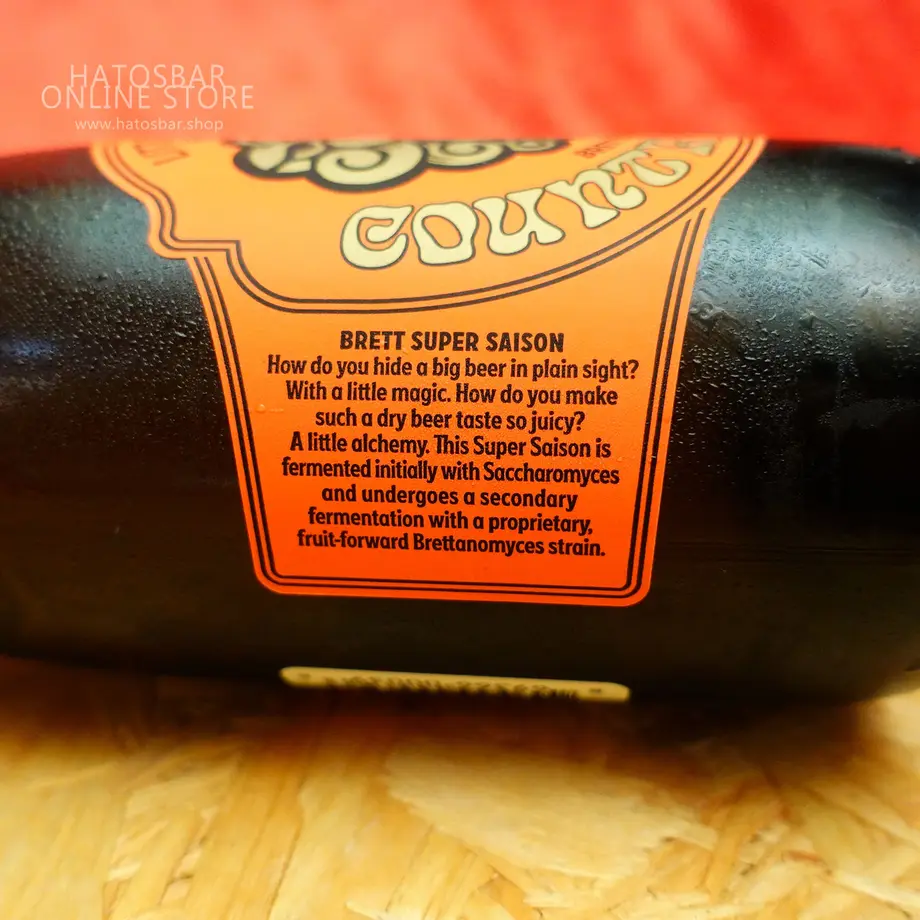 HATOSBAR
ONLINE STORE
www.hatosbar.shop
COUNTY
BRETT SUPER SAISON
How do you hide a big beer in plain sight?
With a little magic. How do you make
such a dry beer taste so juicy?
A little alchemy. This Super Saison is
fermented initially with Saccharomyces
and undergoes a secondary
fermentation with a proprietary,
fruit-forward Brettanomyces strain.